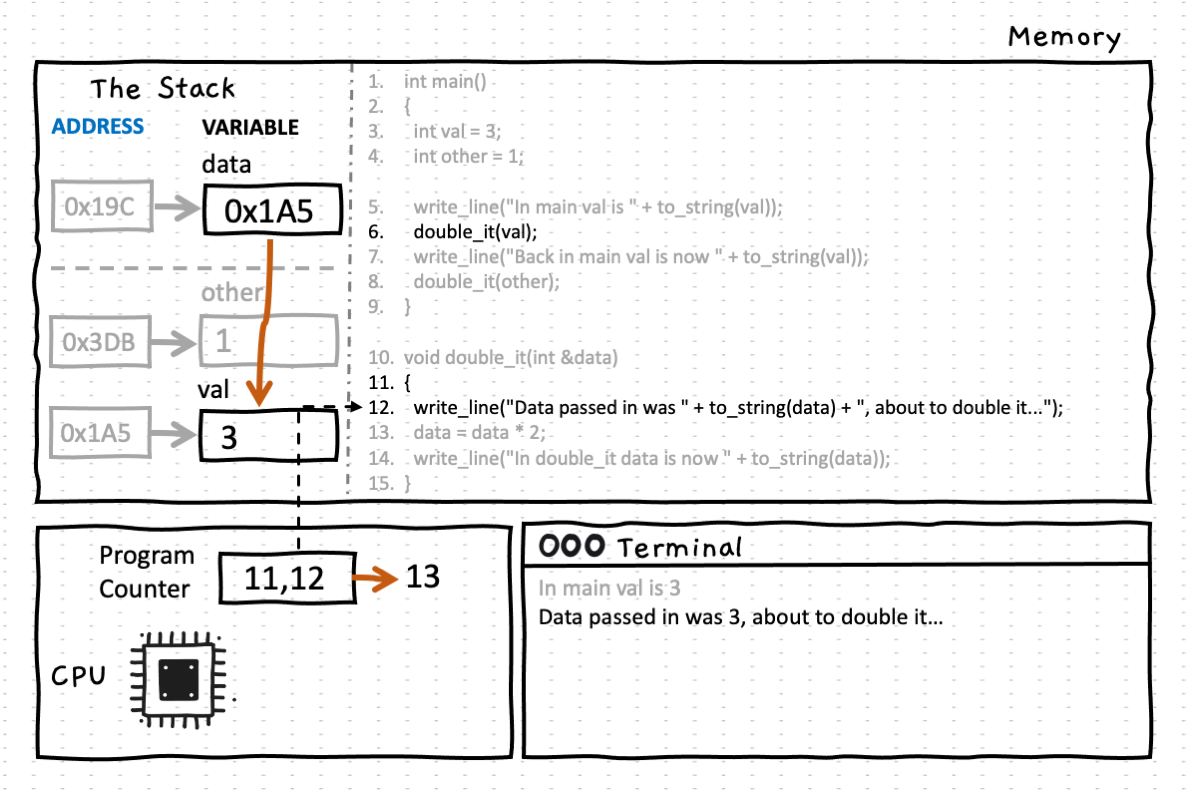 Memory
The Stack
ADDRESS VARIABLE
data
0x19C 0x1A5
other
0x3DB 1
val
0x1A5 3
1. int main()
2. {
3. int val = 3;
4. int other = 1;
5. write_line("In main val is " + to_string(val));
6. double_it(val);
7. write_line("Back in main val is now " + to_string(val));
8. double_it(other);
9. }
10. void double_it(int &data)
11. {
12. write_line("Data passed in was " + to_string(data) + ", about to double it...");
13. data = data * 2;
14. write_line("In double_it data is now " + to_string(data));
15. }
Program
Counter
11,12 13
CPU
Terminal
In main val is 3
Data passed in was 3, about to double it...